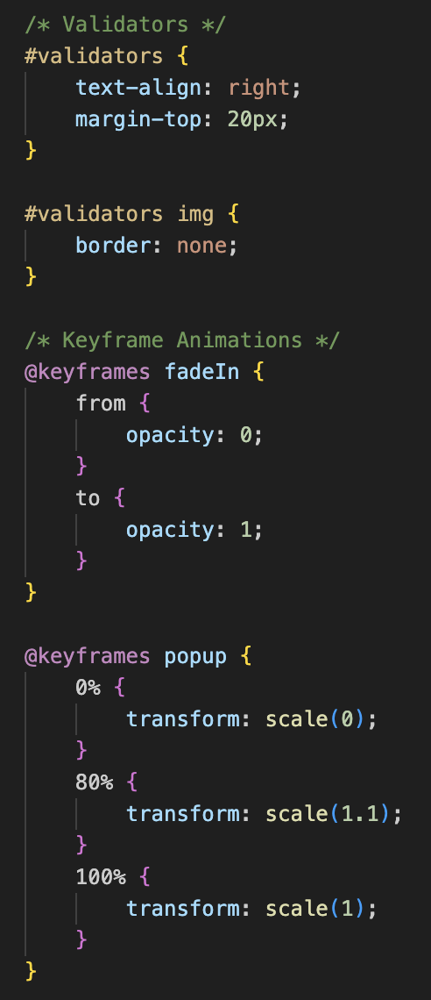 /* Validators */
#validators {
    text-align: right;
    margin-top: 20px;
}

#validators img {
    border: none;
}

/* Keyframe Animations */
@keyframes fadeIn {
    from {
        opacity: 0;
    }
    to {
        opacity: 1;
    }
}

@keyframes popup {
    0% {
        transform: scale(0);
    }
    80% {
        transform: scale(1.1);
    }
    100% {
        transform: scale(1);
    }
}